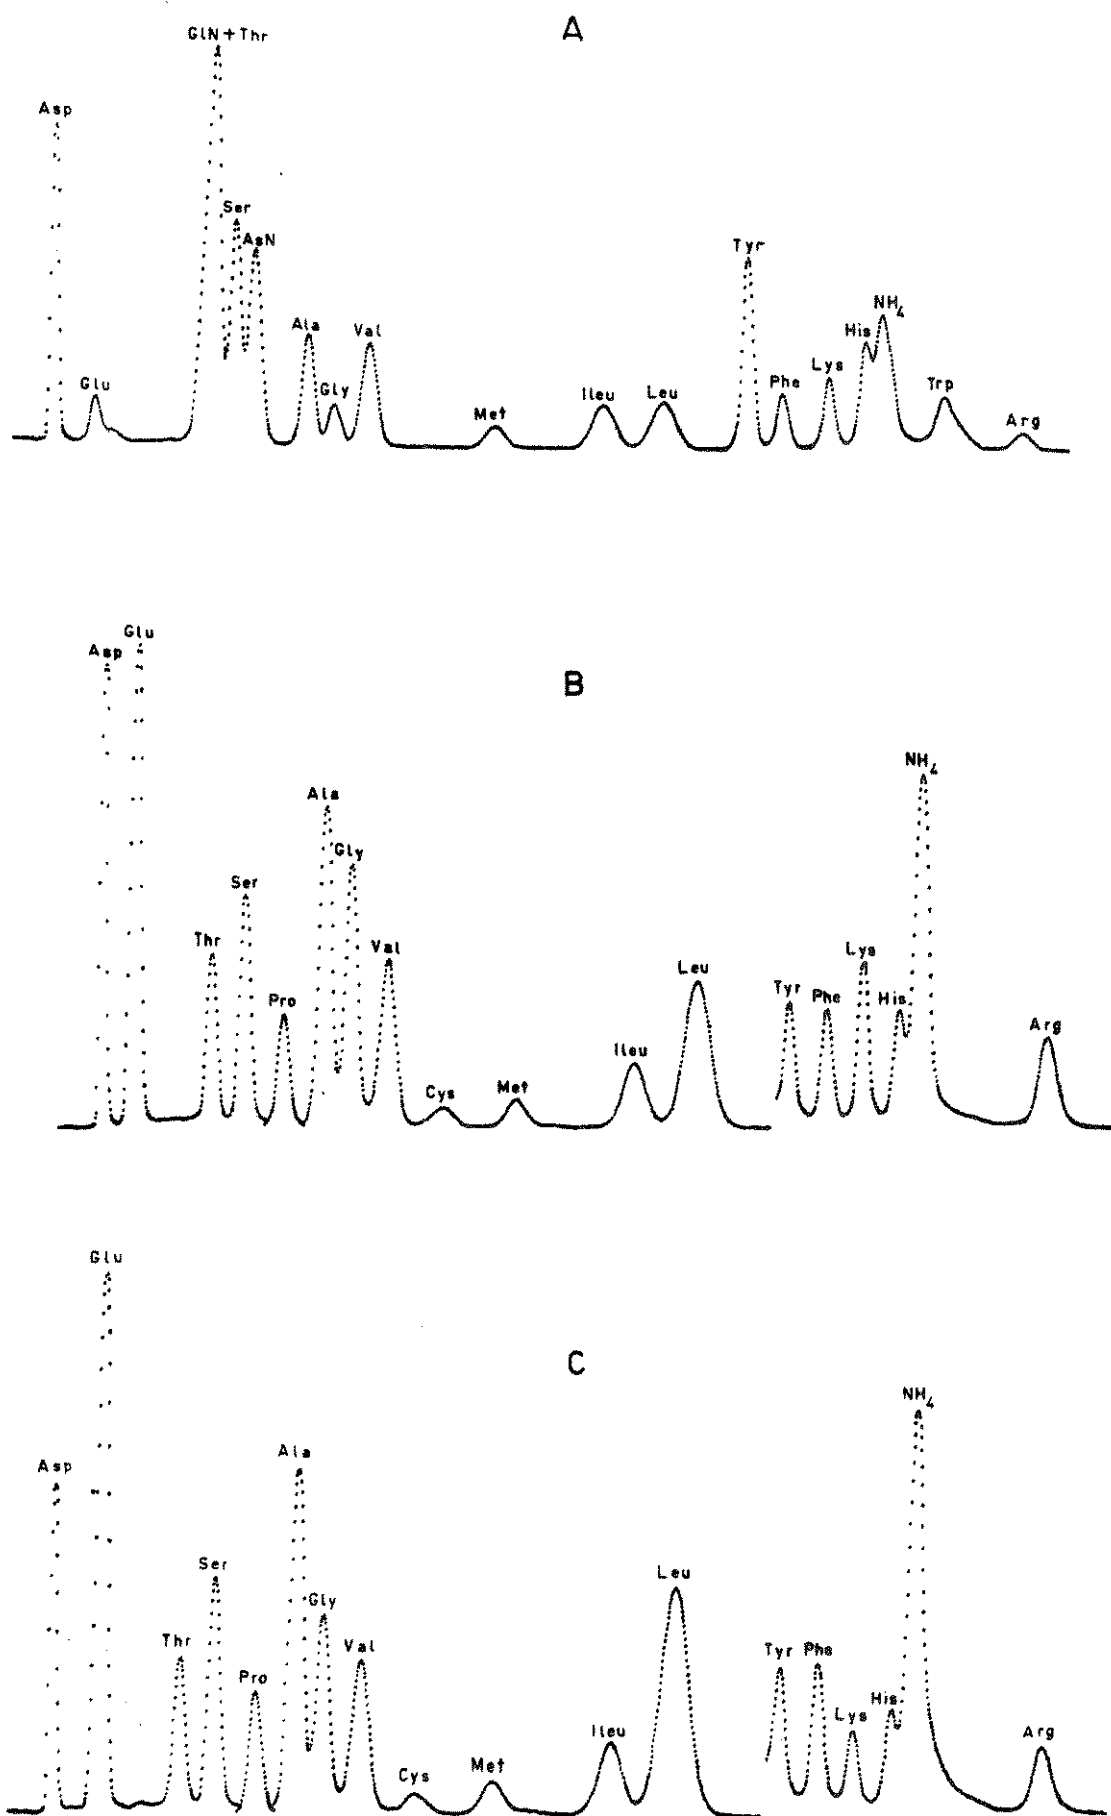 A
GlN+Thr
Asp
Ser
AsN
Tyr
NH4
Ala
Val
His
Glu
Gly
Phe
Lys
Ileu
Leu
Trp
Met
Arg
B
Glu
Asp
NH4
Ala
Gly
Ser
Thr
Val
Lys
Leu
Pro
Tyr
Phe
His
Arg
Ileu
Cys
Met
C
Glu
NH4
Ala
Asp
Ser
Leu
Gly
Thr
Val
Tyr
Phe
Pro
His
Lys
Ileu
Arg
Cys
Met